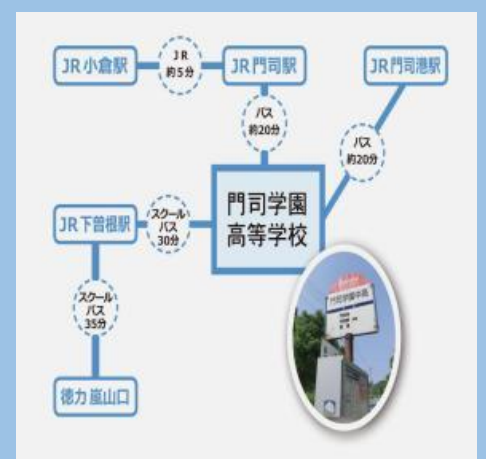 JR小倉駅
JR
約5分
JR門司駅
JR門司港駅
バス
約20分
バス
約20分
門司学園
高等学校
JR下曽根駅
スクール
バス
30分
スクール
バス
35分
徳力嵐山口
門司学園中高